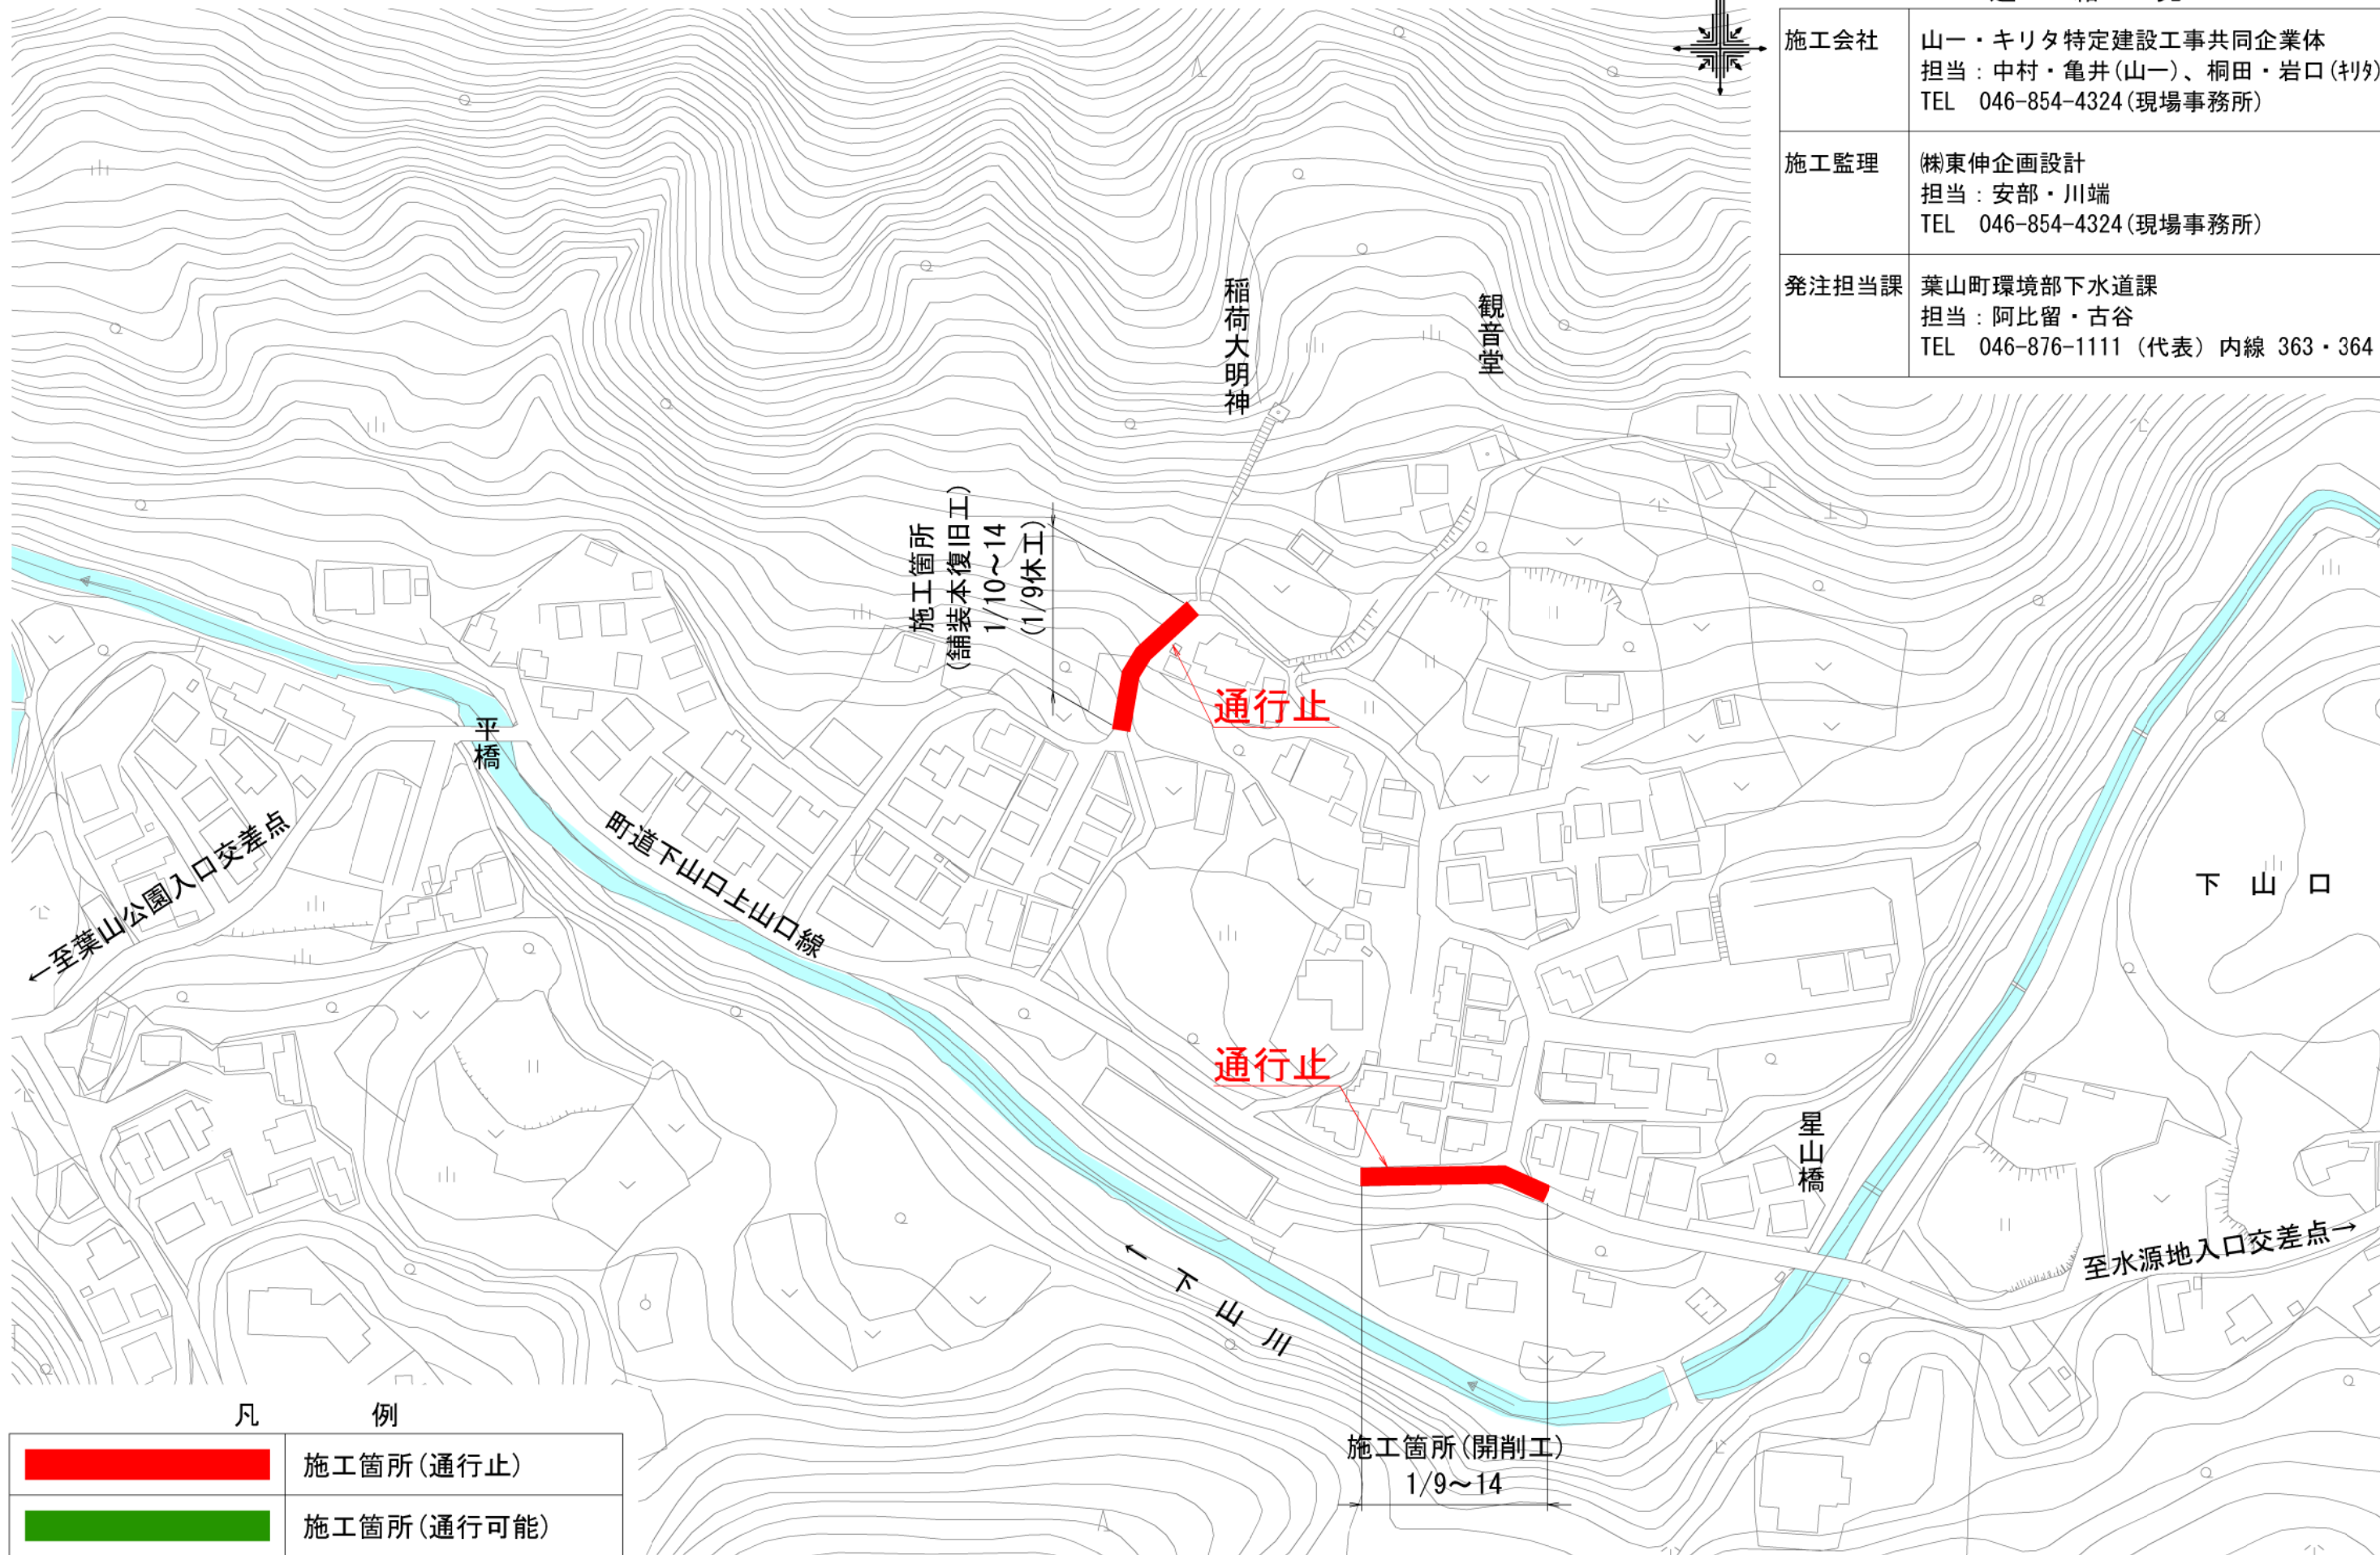 施工会社
山一・キリタ特定建設工事共同企業体
担当：中村・亀井(山一)、桐田・岩口(ｷﾘﾀ)
TEL 046-854-4324(現場事務所)
施工監理
㈱東伸企画設計
担当：安部・川端
TEL 046-854-4324(現場事務所)
発注担当課
葉山町環境部下水道課
担当：阿比留・古谷
TEL 046-876-1111（代表）内線 363・364
稲荷大明神
観音堂
施工箇所
(舗装本復旧工)
1/10～14
(1/9休工)
通行止
平橋
町道下山口上山口線
←至葉山公園入口交差点
下山口
通行止
星山橋
至水源地入口交差点→
←下山川
施工箇所(開削工)
1/9～14
凡例
施工箇所(通行止)
施工箇所(通行可能)